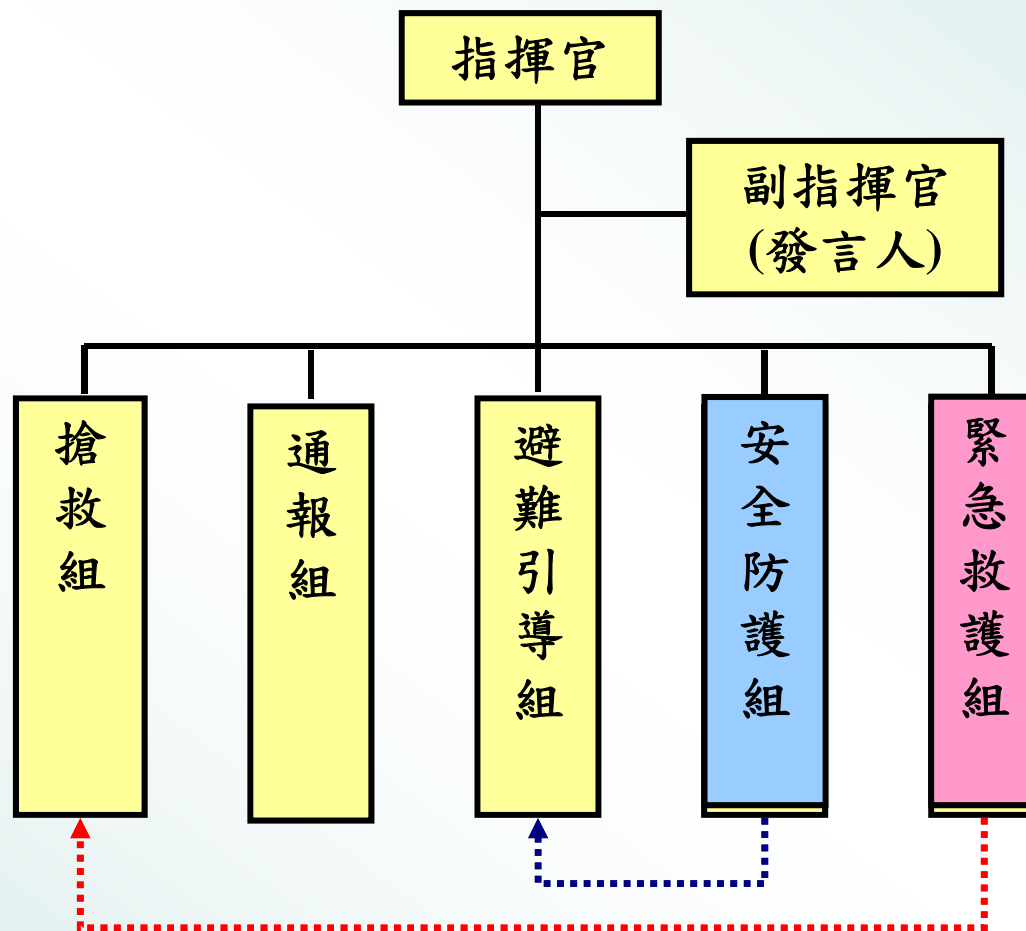 指揮官
副指揮官
(發言人)
搶救組
通報組
避難引導組
安全防護組
緊急救護組